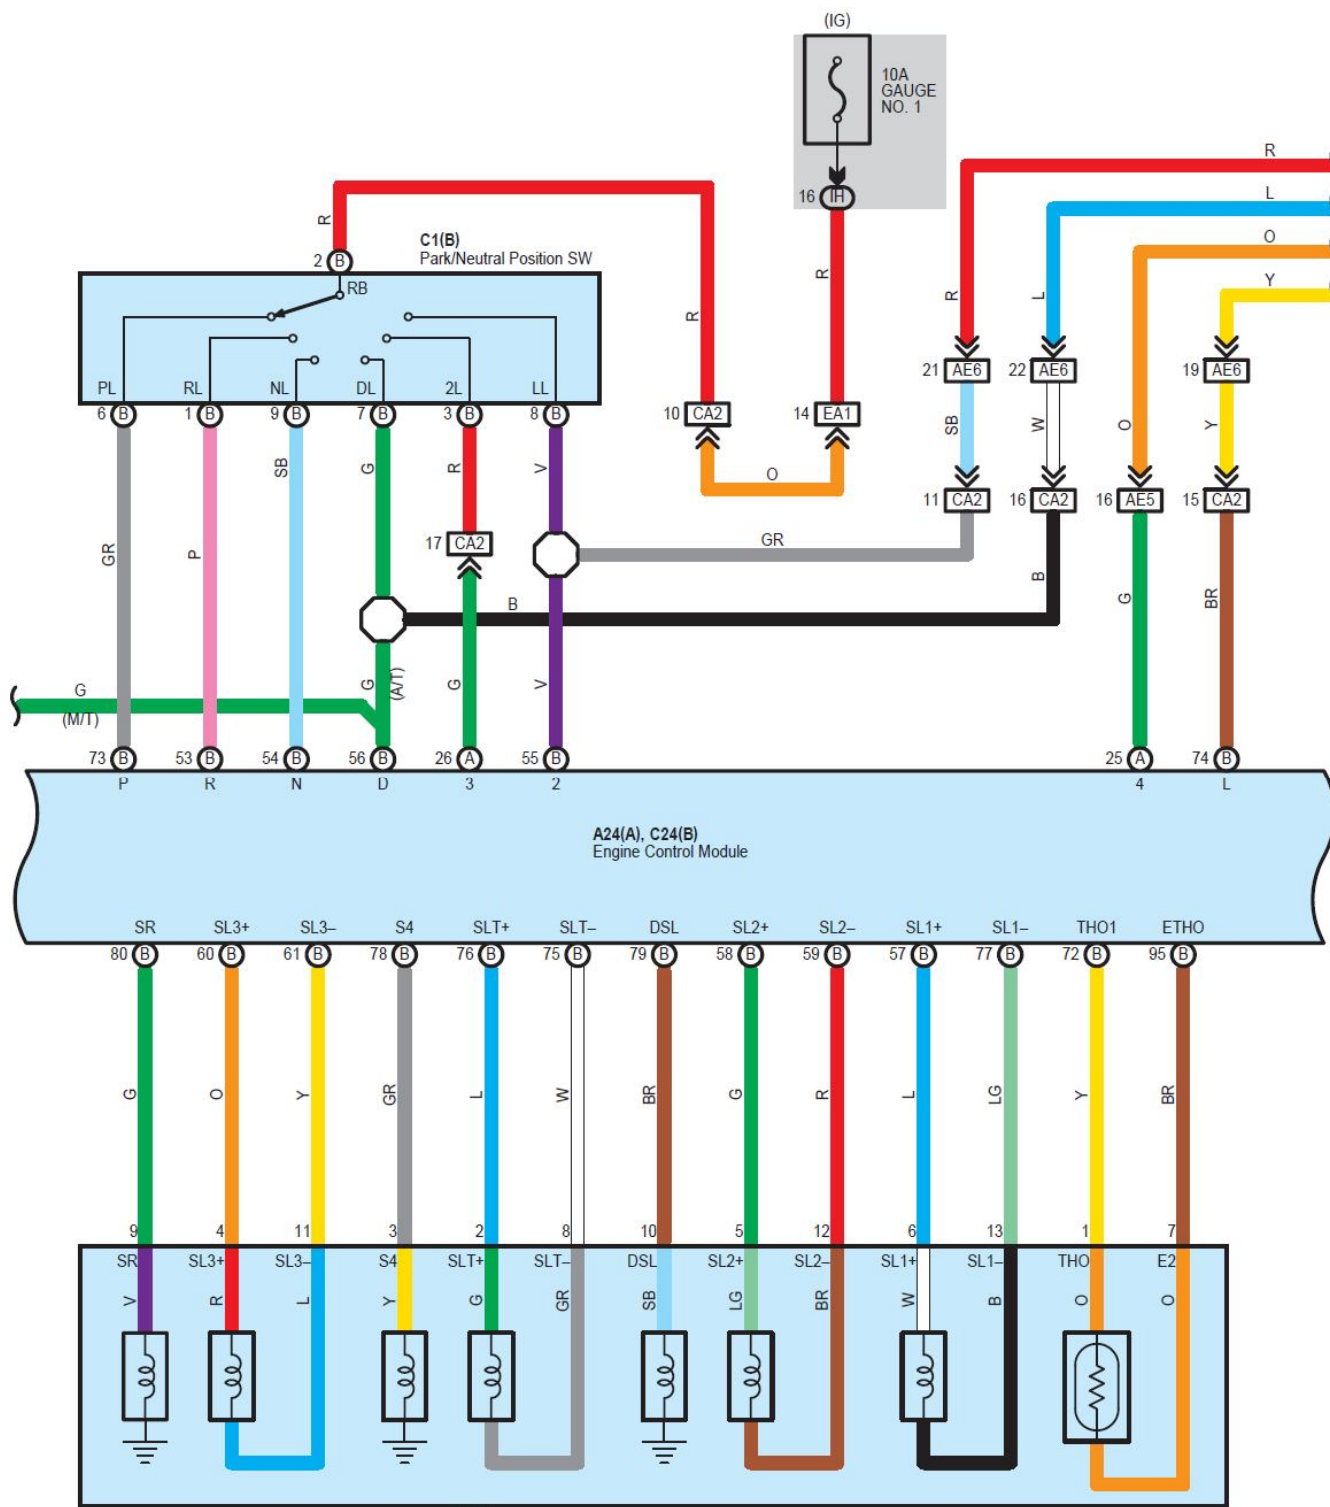 (IG)
10A
GAUGE
NO. 1
16 IH
R
L
O
Y
R
C1(B)
Park/Neutral Position SW
2 B
RB
R
R
R
L
O
Y
PL RL NL DL 2L LL
6 B 1 B 9 B 7 B 3 B 8 B
10 CA2 14 EA1
21 AE6 22 AE6 19 AE6
GR P SB G R V
O
SB W
11 CA2 16 CA2 16 AE5 15 CA2
17 CA2
GR
B
B G BR
G
(M/T)
G
(A/T)
G V
73 B 53 B 54 B 56 B 26 A 55 B 25 A 74 B
P R N D 3 2 4 L
A24(A), C24(B)
Engine Control Module
SR SL3+ SL3– S4 SLT+ SLT– DSL SL2+ SL2– SL1+ SL1– THO1 ETHO
80 B 60 B 61 B 78 B 76 B 75 B 79 B 58 B 59 B 57 B 77 B 72 B 95 B
G O Y GR L W BR G R L LG Y BR
9 4 11 3 2 8 10 5 12 6 13 1 7
SR SL3+ SL3– S4 SLT+ SLT– DSL SL2+ SL2– SL1+ SL1– THO E2
V R L Y G GR SB LG BR W B O O